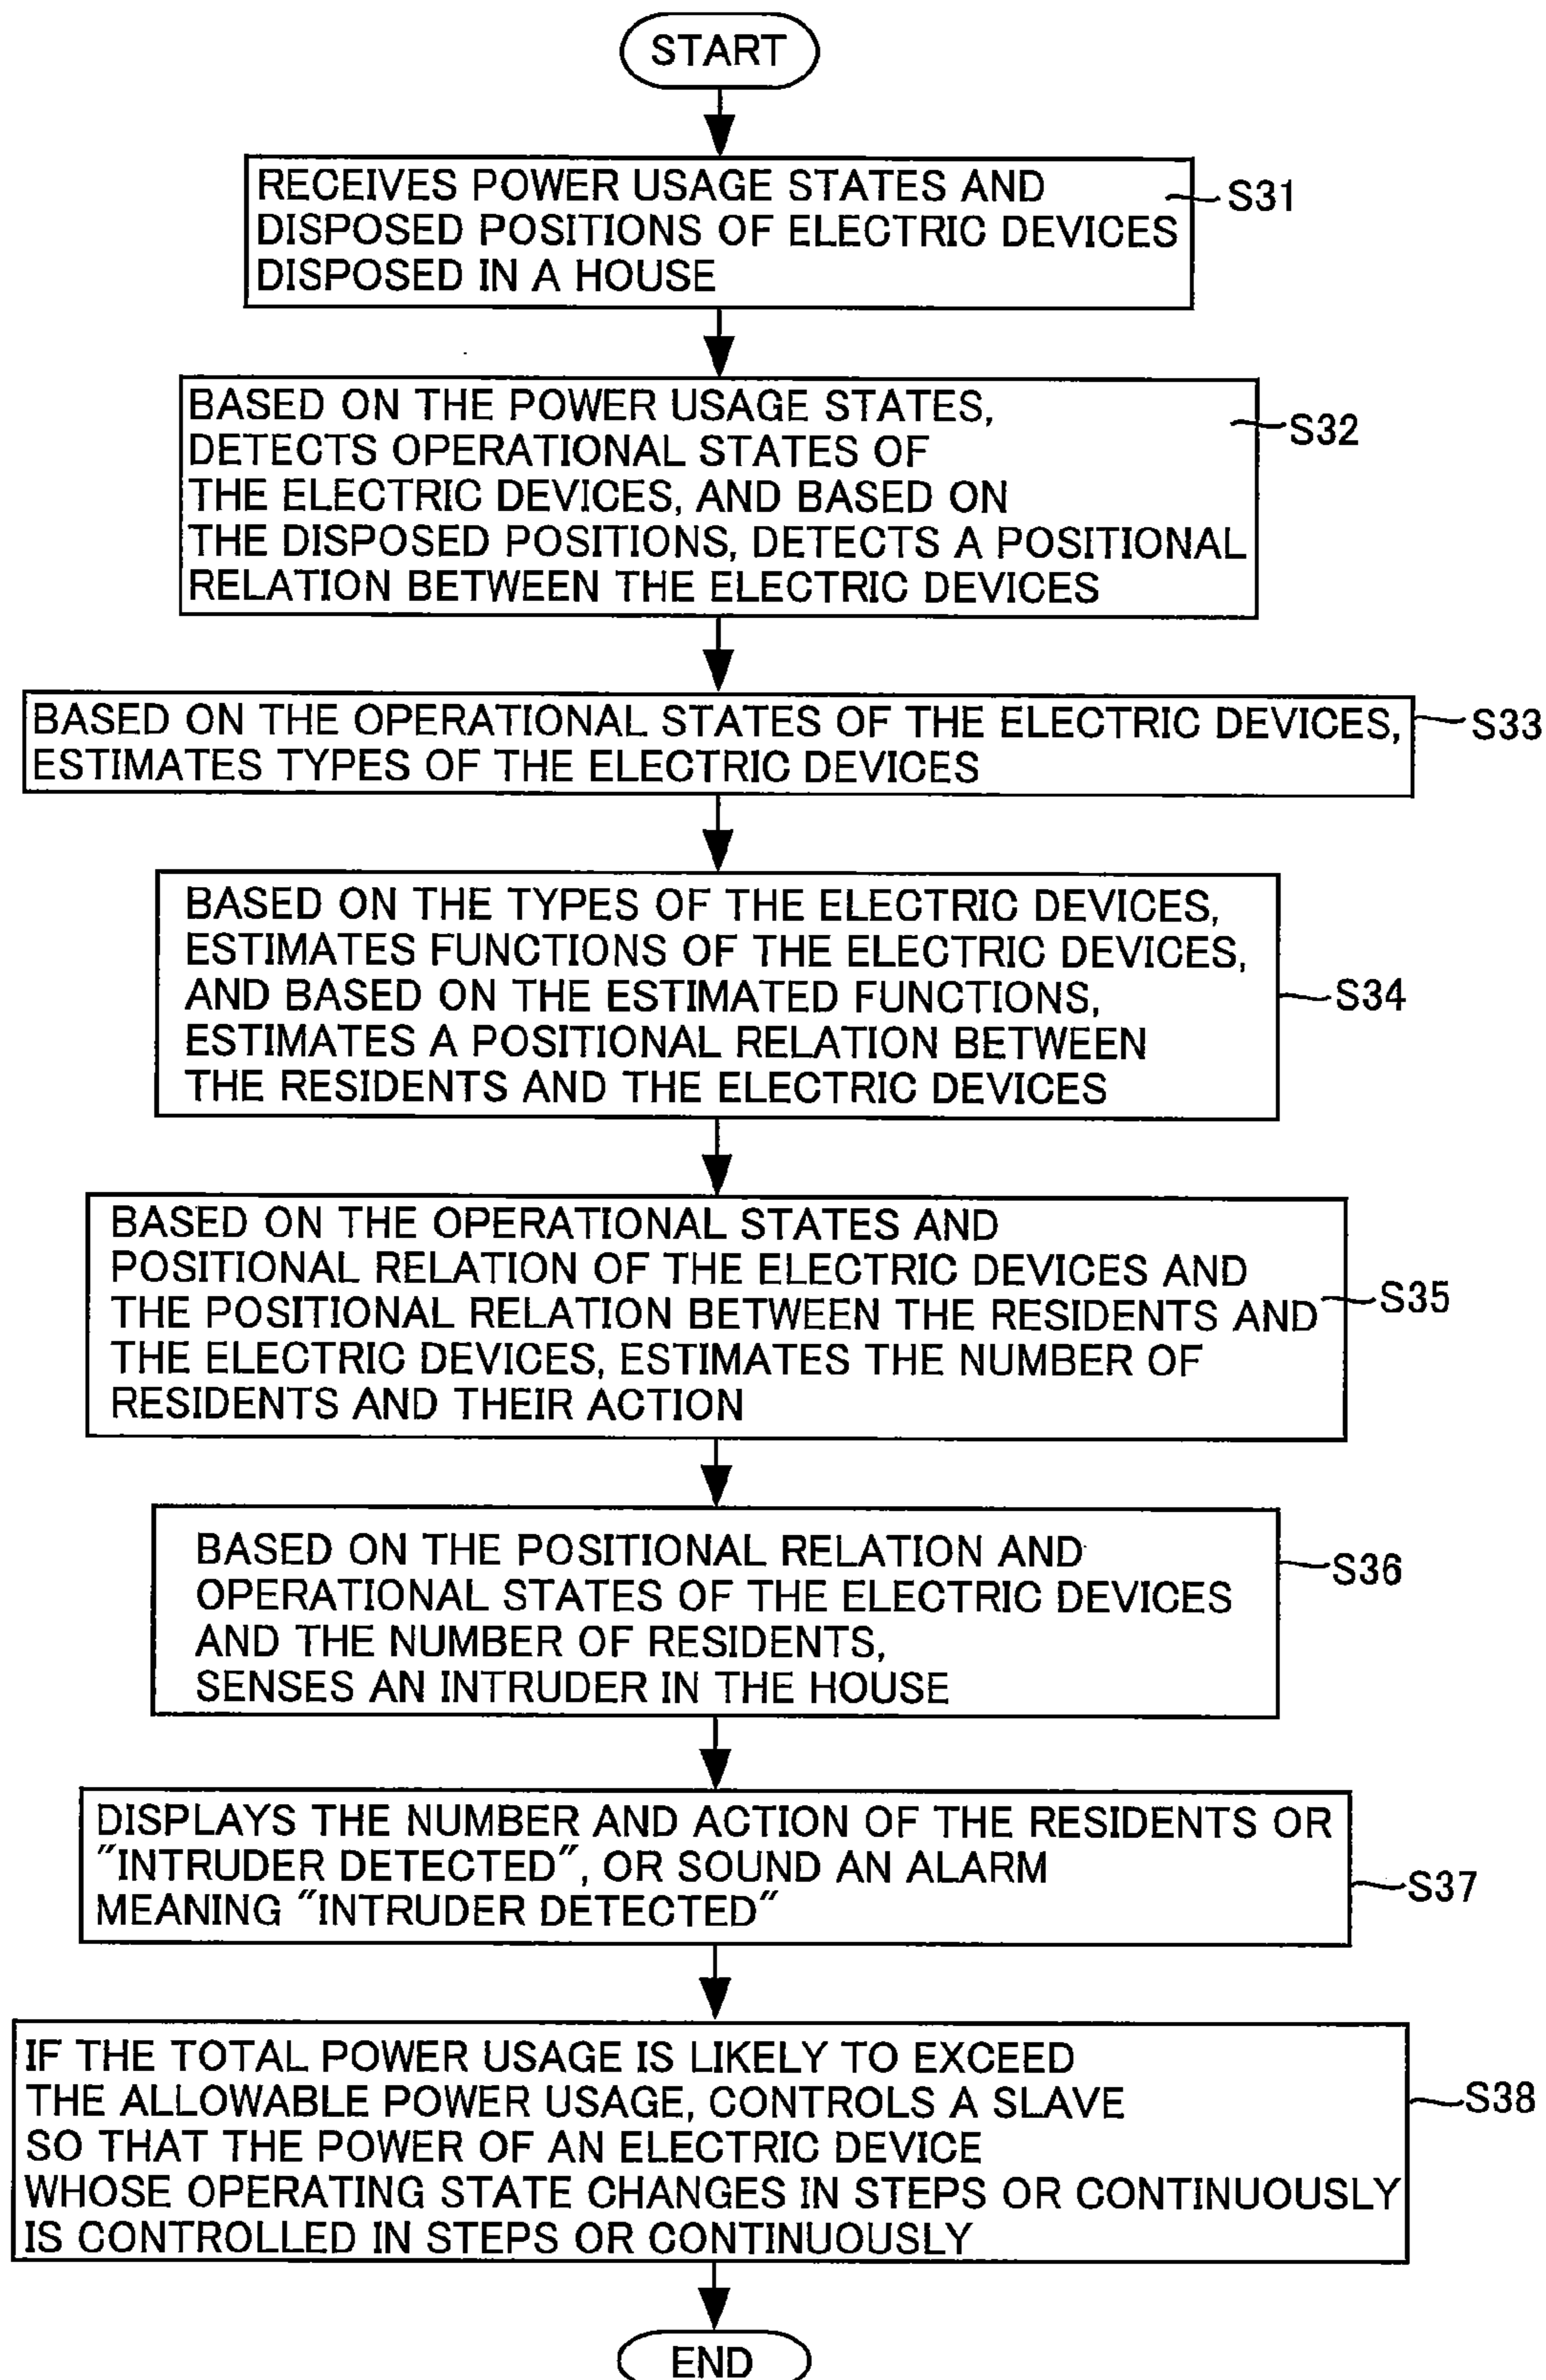 START
RECEIVES POWER USAGE STATES AND
DISPOSED POSITIONS OF ELECTRIC DEVICES
DISPOSED IN A HOUSE
S31
BASED ON THE POWER USAGE STATES,
DETECTS OPERATIONAL STATES OF
THE ELECTRIC DEVICES, AND BASED ON
THE DISPOSED POSITIONS, DETECTS A POSITIONAL
RELATION BETWEEN THE ELECTRIC DEVICES
S32
BASED ON THE OPERATIONAL STATES OF THE ELECTRIC DEVICES,
ESTIMATES TYPES OF THE ELECTRIC DEVICES
S33
BASED ON THE TYPES OF THE ELECTRIC DEVICES,
ESTIMATES FUNCTIONS OF THE ELECTRIC DEVICES,
AND BASED ON THE ESTIMATED FUNCTIONS,
ESTIMATES A POSITIONAL RELATION BETWEEN
THE RESIDENTS AND THE ELECTRIC DEVICES
S34
BASED ON THE OPERATIONAL STATES AND
POSITIONAL RELATION OF THE ELECTRIC DEVICES AND
THE POSITIONAL RELATION BETWEEN THE RESIDENTS AND
THE ELECTRIC DEVICES, ESTIMATES THE NUMBER OF
RESIDENTS AND THEIR ACTION
S35
BASED ON THE POSITIONAL RELATION AND
OPERATIONAL STATES OF THE ELECTRIC DEVICES
AND THE NUMBER OF RESIDENTS,
SENSES AN INTRUDER IN THE HOUSE
S36
DISPLAYS THE NUMBER AND ACTION OF THE RESIDENTS OR
"INTRUDER DETECTED", OR SOUND AN ALARM
MEANING "INTRUDER DETECTED"
S37
IF THE TOTAL POWER USAGE IS LIKELY TO EXCEED
THE ALLOWABLE POWER USAGE, CONTROLS A SLAVE
SO THAT THE POWER OF AN ELECTRIC DEVICE
WHOSE OPERATING STATE CHANGES IN STEPS OR CONTINUOUSLY
IS CONTROLLED IN STEPS OR CONTINUOUSLY
S38
END